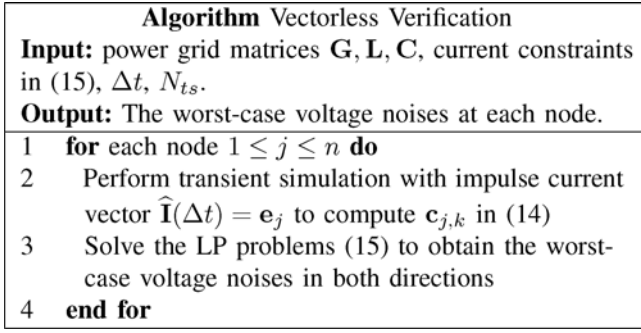 Algorithm Vectorless Verification
Input: power grid matrices G, L, C, current constraints
in (15), Δt, N_{ts}.
Output: The worst-case voltage noises at each node.
1 for each node 1 ≤ j ≤ n do
2 Perform transient simulation with impulse current
vector Î(Δt) = e_j to compute c_{j,k} in (14)
3 Solve the LP problems (15) to obtain the worst-
case voltage noises in both directions
4 end for